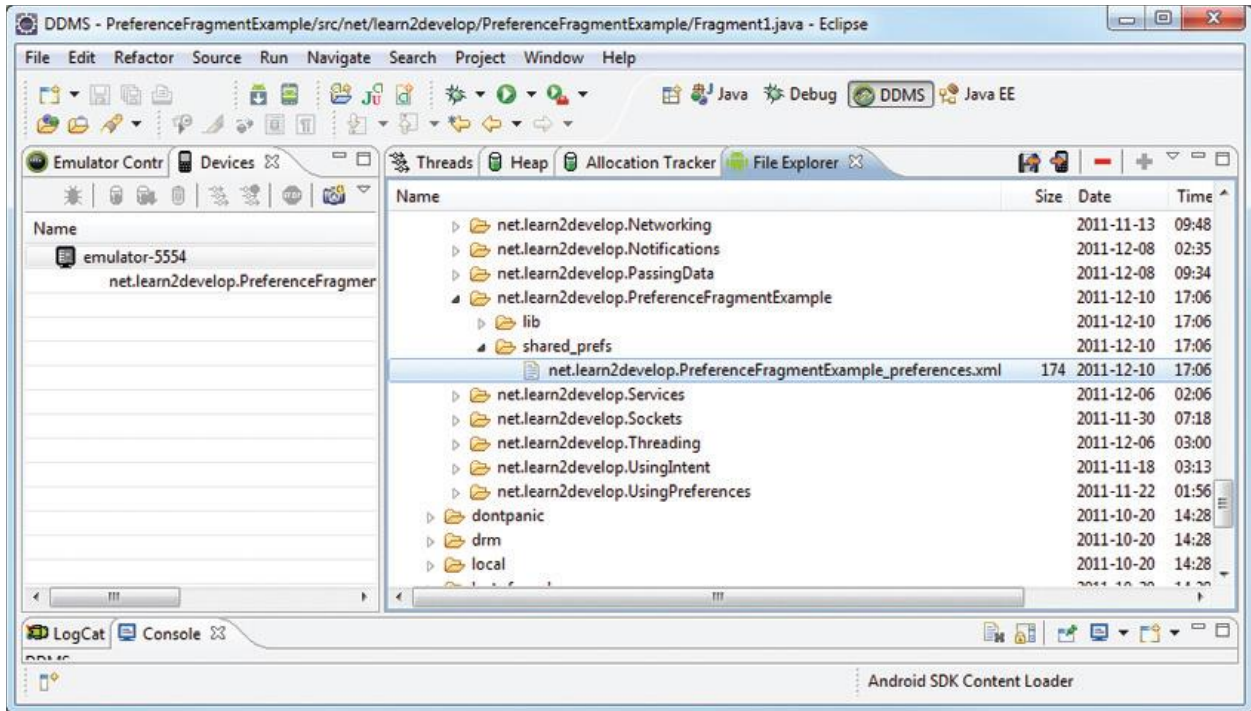 DDMS - PreferenceFragmentExample/src/net/learn2develop/PreferenceFragmentExample/Fragment1.java - Eclipse
File Edit Refactor Source Run Navigate Search Project Window Help
Java Debug DDMS Java EE
Emulator Contr Devices
Name
emulator-5554
net.learn2develop.PreferenceFragmer
Threads Heap Allocation Tracker File Explorer
Name Size Date Time
net.learn2develop.Networking 2011-11-13 09:48
net.learn2develop.Notifications 2011-12-08 02:35
net.learn2develop.PassingData 2011-12-08 09:34
net.learn2develop.PreferenceFragmentExample 2011-12-10 17:06
lib 2011-12-10 17:06
shared_prefs 2011-12-10 17:06
net.learn2develop.PreferenceFragmentExample_preferences.xml 174 2011-12-10 17:06
net.learn2develop.Services 2011-12-06 02:06
net.learn2develop.Sockets 2011-11-30 07:18
net.learn2develop.Threading 2011-12-06 03:00
net.learn2develop.UsingIntent 2011-11-18 03:13
net.learn2develop.UsingPreferences 2011-11-22 01:56
dontpanic 2011-10-20 14:28
drm 2011-10-20 14:28
local 2011-10-20 14:28
LogCat Console
DDMS
Android SDK Content Loader